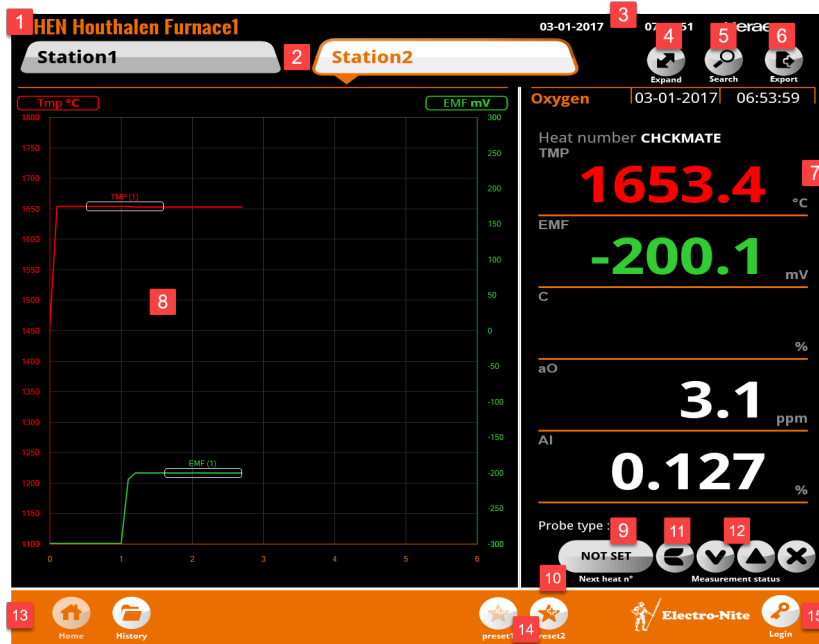 1 HEN Houthalen Furnace1
03-01-2017 3 07 51 Herae
Station1 2 Station2
4 5 6
Expand Search Export
Tmp °C EMF mV
Oxygen 03-01-2017 06:53:59
Heat number CHCKMATE
TMP
1653.4 °C
7
EMF
-200.1 mV
C
%
aO
3.1 ppm
Al
0.127 %
1800
1750
1700
1650
1600
1550
1500
1450
1400
1350
1300
1250
1200
1150
1100
TMP (1)
8
EMF (1)
300
250
200
150
100
50
0
-50
-100
-150
-200
-250
-300
0 1 2 3 4 5 6
Probe type :
9 11 12
NOT SET
10 Next heat n° Measurement status
13 Home History
preset1 14 reset2
Electro-Nite
Login 15